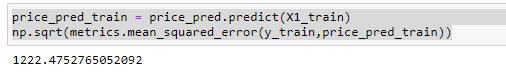 price_pred_train = price_pred.predict(X1_train)
np.sqrt(metrics.mean_squared_error(y_train,price_pred_train))
1222.4752765052092